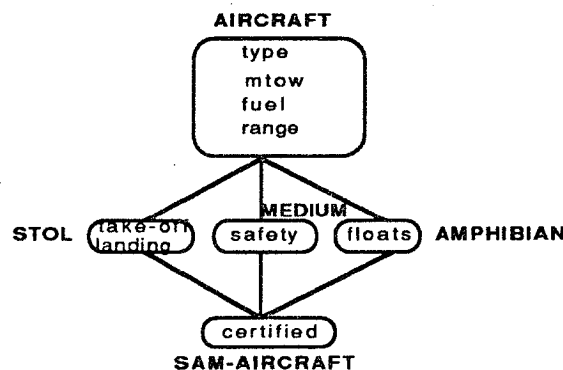 AIRCRAFT
type
mtow
fuel
range
MEDIUM
STOL
take-off
landing
safety
floats
AMPHIBIAN
certified
SAM-AIRCRAFT